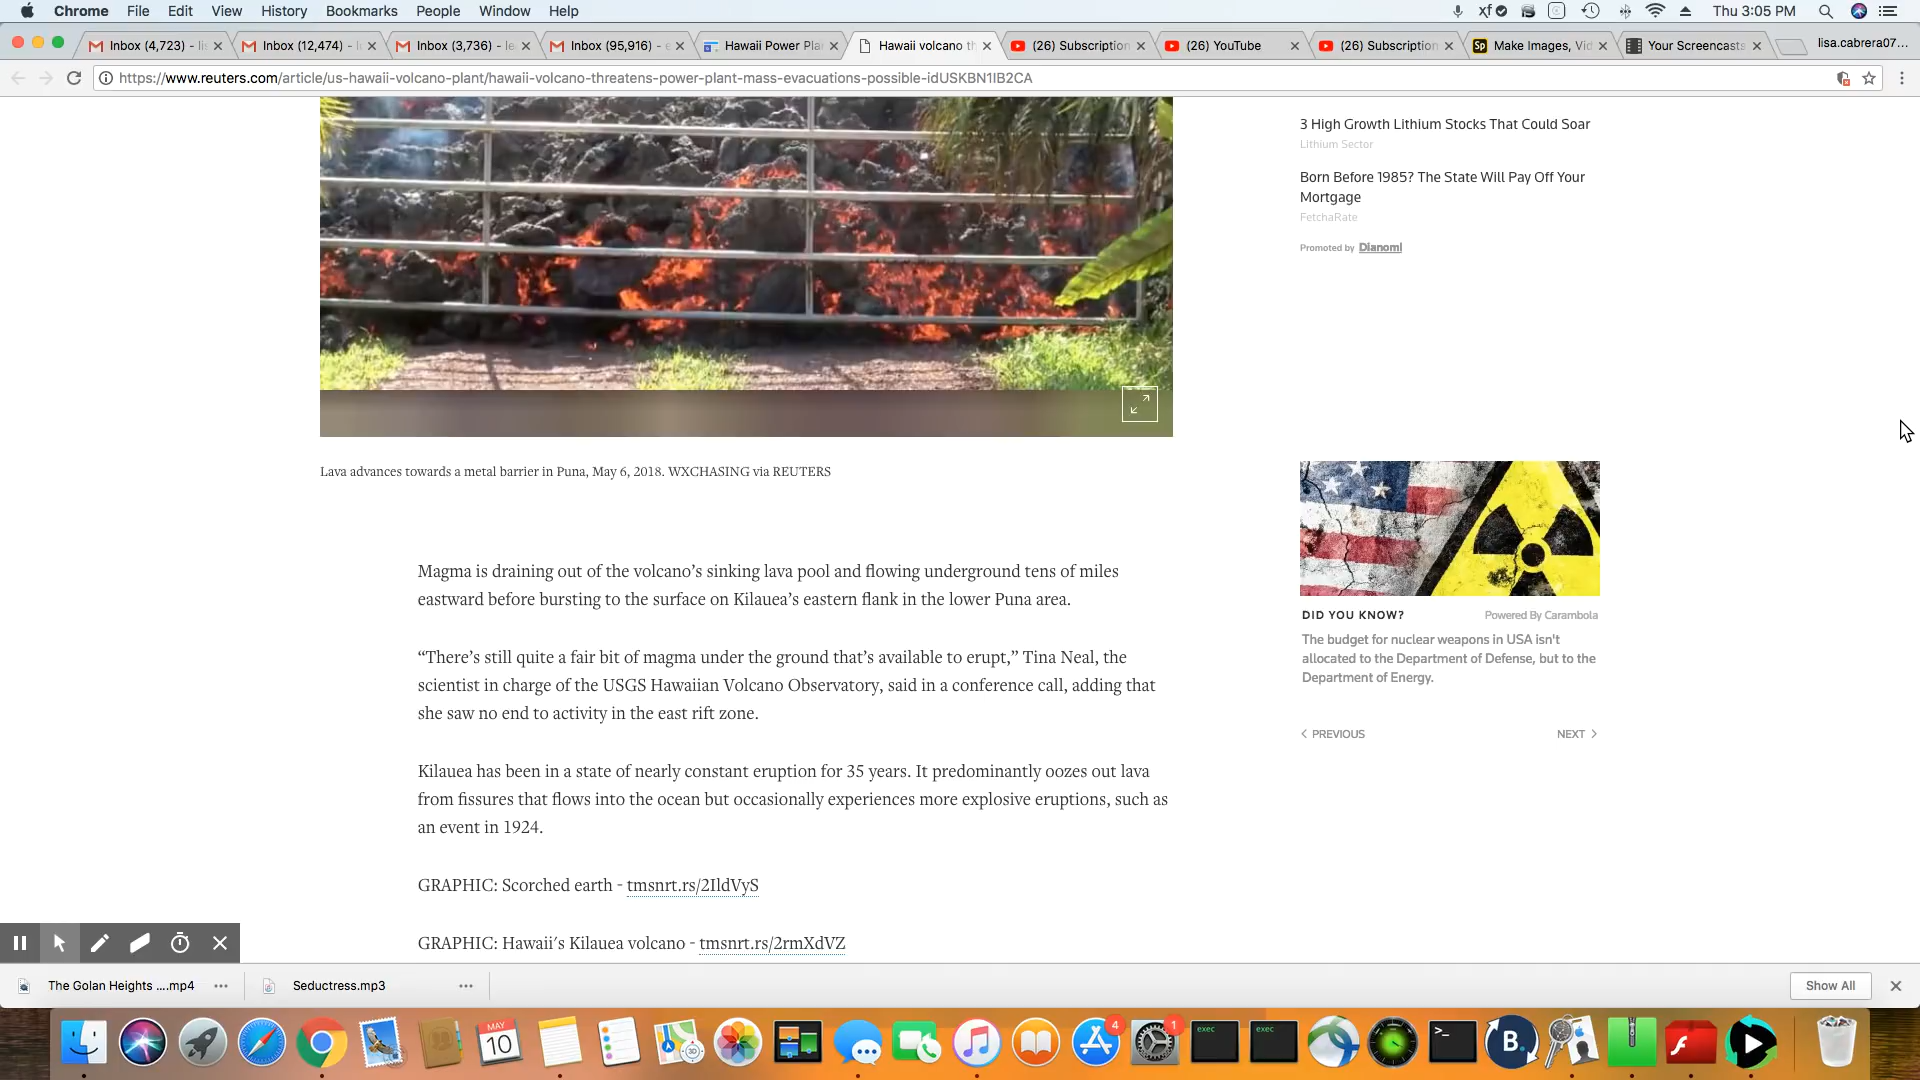 Chrome File Edit View History Bookmarks People Window Help
Thu 3:05 PM
Inbox (4,723) - li
Inbox (12,474) - l
Inbox (3,736) - le
Inbox (95,916) - e
Hawaii Power Pla
Hawaii volcano th
(26) Subscription
(26) YouTube
(26) Subscription
Sp
Make Images, Vid
Your Screencasts
lisa.cabrera07...
https://www.reuters.com/article/us-hawaii-volcano-plant/hawaii-volcano-threatens-power-plant-mass-evacuations-possible-idUSKBN1IB2CA
3 High Growth Lithium Stocks That Could Soar
Lithium Sector
Born Before 1985? The State Will Pay Off Your
Mortgage
FetchaRate
Promoted by Dianomi
Lava advances towards a metal barrier in Puna, May 6, 2018. WXCHASING via REUTERS
Magma is draining out of the volcano’s sinking lava pool and flowing underground tens of miles
eastward before bursting to the surface on Kilauea’s eastern flank in the lower Puna area.
“There’s still quite a fair bit of magma under the ground that’s available to erupt,” Tina Neal, the
scientist in charge of the USGS Hawaiian Volcano Observatory, said in a conference call, adding that
she saw no end to activity in the east rift zone.
Kilauea has been in a state of nearly constant eruption for 35 years. It predominantly oozes out lava
from fissures that flows into the ocean but occasionally experiences more explosive eruptions, such as
an event in 1924.
GRAPHIC: Scorched earth - tmsnrt.rs/2IldVyS
GRAPHIC: Hawaii’s Kilauea volcano - tmsnrt.rs/2rmXdVZ
DID YOU KNOW?
Powered By Carambola
The budget for nuclear weapons in USA isn't
allocated to the Department of Defense, but to the
Department of Energy.
PREVIOUS
NEXT
The Golan Heights ....mp4
Seductress.mp3
Show All
MAY
10
3D
4
1
exec
exec
B.